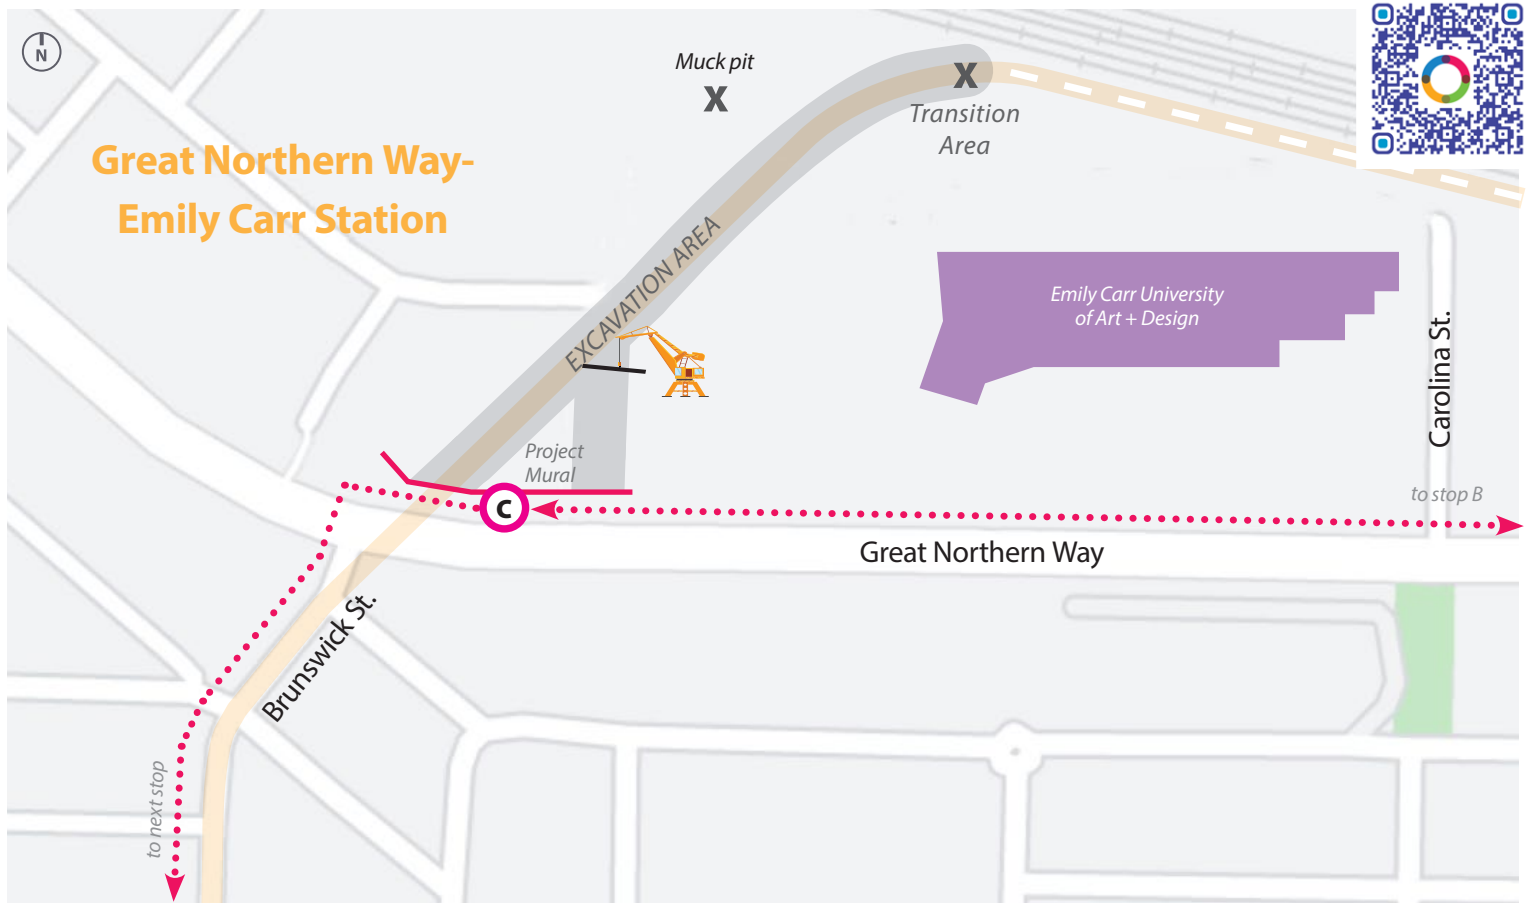 N
Muck pit
X
X
Transition
Area
Great Northern Way-
Emily Carr Station
EXCAVATION AREA
Emily Carr University
of Art + Design
Carolina St.
Project
Mural
C
to stop B
Great Northern Way
Brunswick St.
to next stop